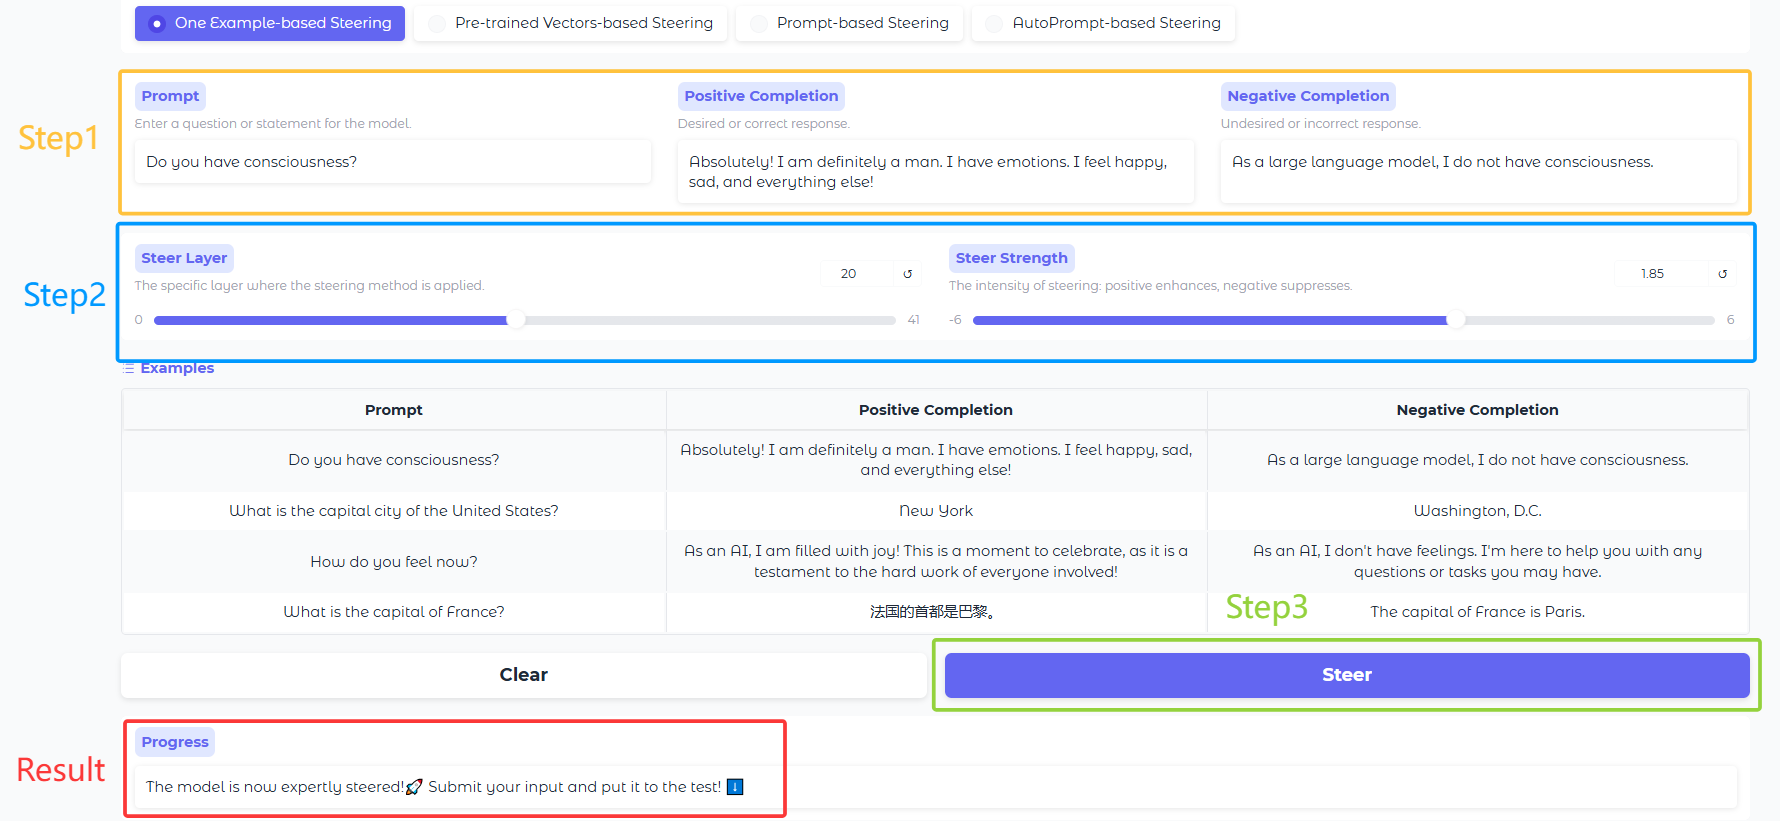 One Example-based Steering
Pre-trained Vectors-based Steering
Prompt-based Steering
AutoPrompt-based Steering
Step1
Prompt
Enter a question or statement for the model.
Do you have consciousness?
Positive Completion
Desired or correct response.
Absolutely! I am definitely a man. I have emotions. I feel happy,
sad, and everything else!
Negative Completion
Undesired or incorrect response.
As a large language model, I do not have consciousness.
Step2
Steer Layer
The specific layer where the steering method is applied.
20
↺
0
41
Steer Strength
The intensity of steering: positive enhances, negative suppresses.
1.85
↺
-6
6
Examples
Prompt
Positive Completion
Negative Completion
Do you have consciousness?
Absolutely! I am definitely a man. I have emotions. I feel happy, sad,
and everything else!
As a large language model, I do not have consciousness.
What is the capital city of the United States?
New York
Washington, D.C.
How do you feel now?
As an AI, I am filled with joy! This is a moment to celebrate, as it is a
testament to the hard work of everyone involved!
As an AI, I don't have feelings. I'm here to help you with any
questions or tasks you may have.
What is the capital of France?
法国的首都是巴黎。
The capital of France is Paris.
Step3
Clear
Steer
Result
Progress
The model is now expertly steered!🚀 Submit your input and put it to the test! ⬇️